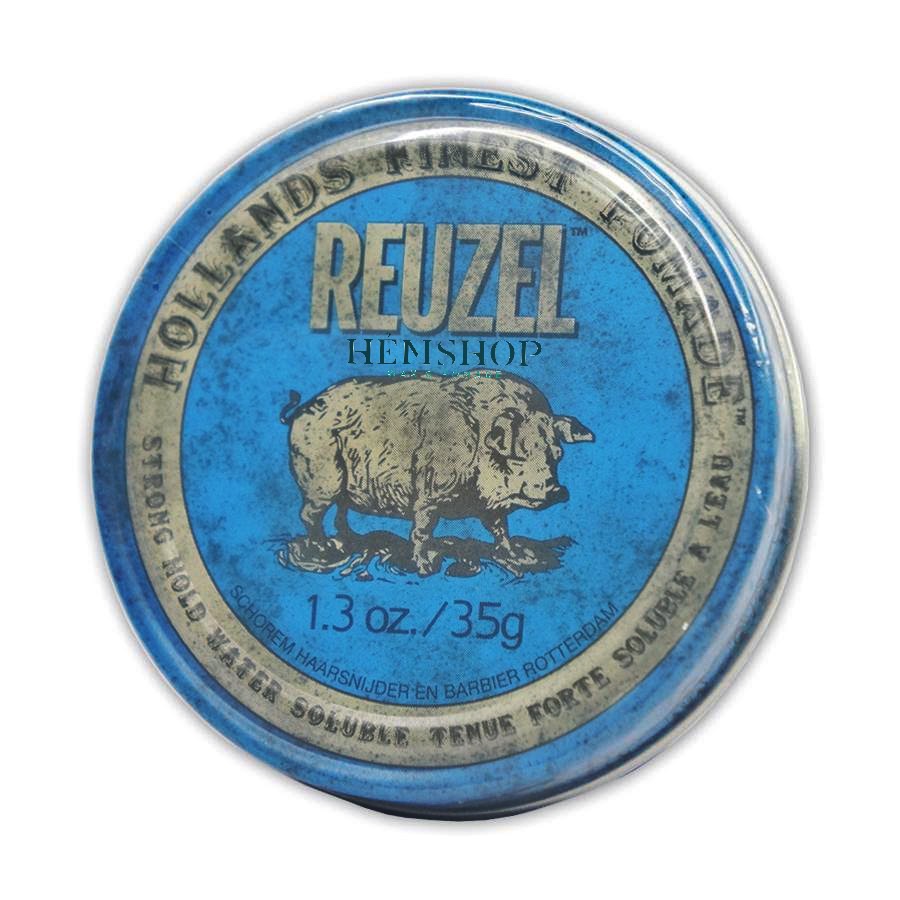 HOLLANDS FINEST POMADE™
REUZEL™
HÉMSHOP
1.3 oz./35g
SCHOREM HAARSNIJDER EN BARBIER ROTTERDAM
STRONG HOLD WATER SOLUBLE TENUE FORTE SOLUBLE A L'EAU